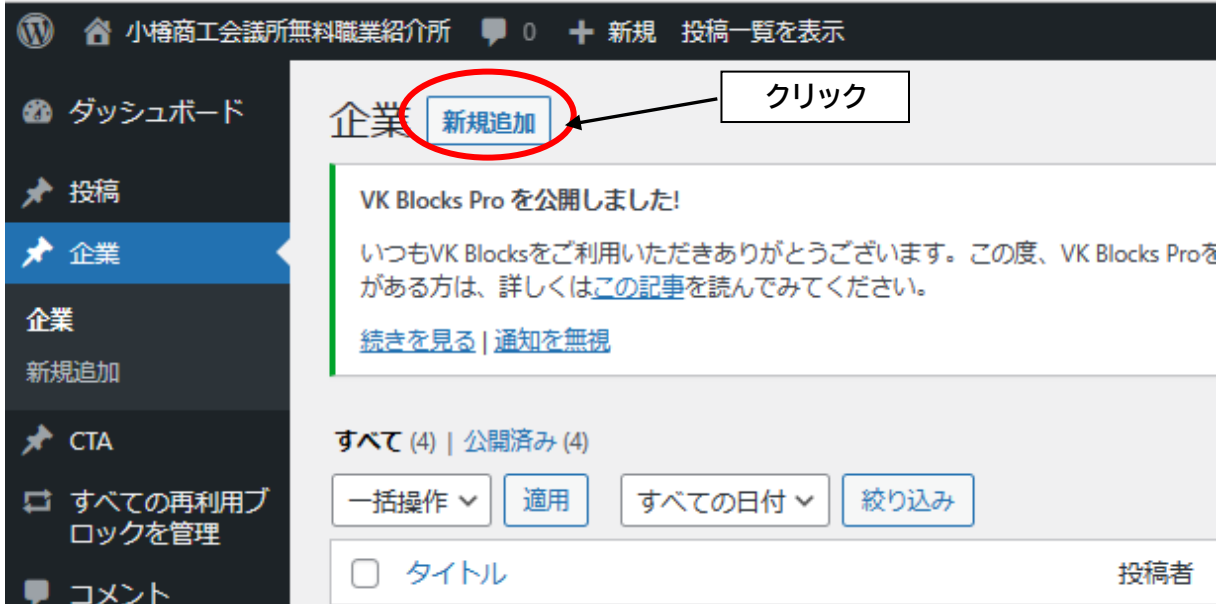 小樽商工会議所無料職業紹介所 0 + 新規 投稿一覧を表示
ダッシュボード
投稿
企業
企業
新規追加
CTA
すべての再利用ブ
ロックを管理
コメント
企業 新規追加
クリック
VK Blocks Pro を公開しました!
いつもVK Blocksをご利用いただきありがとうございます。この度、VK Blocks Proを
がある方は、詳しくはこの記事を読んでみてください。
続きを見る | 通知を無視
すべて (4) | 公開済み (4)
一括操作 適用 すべての日付 絞り込み
タイトル 投稿者